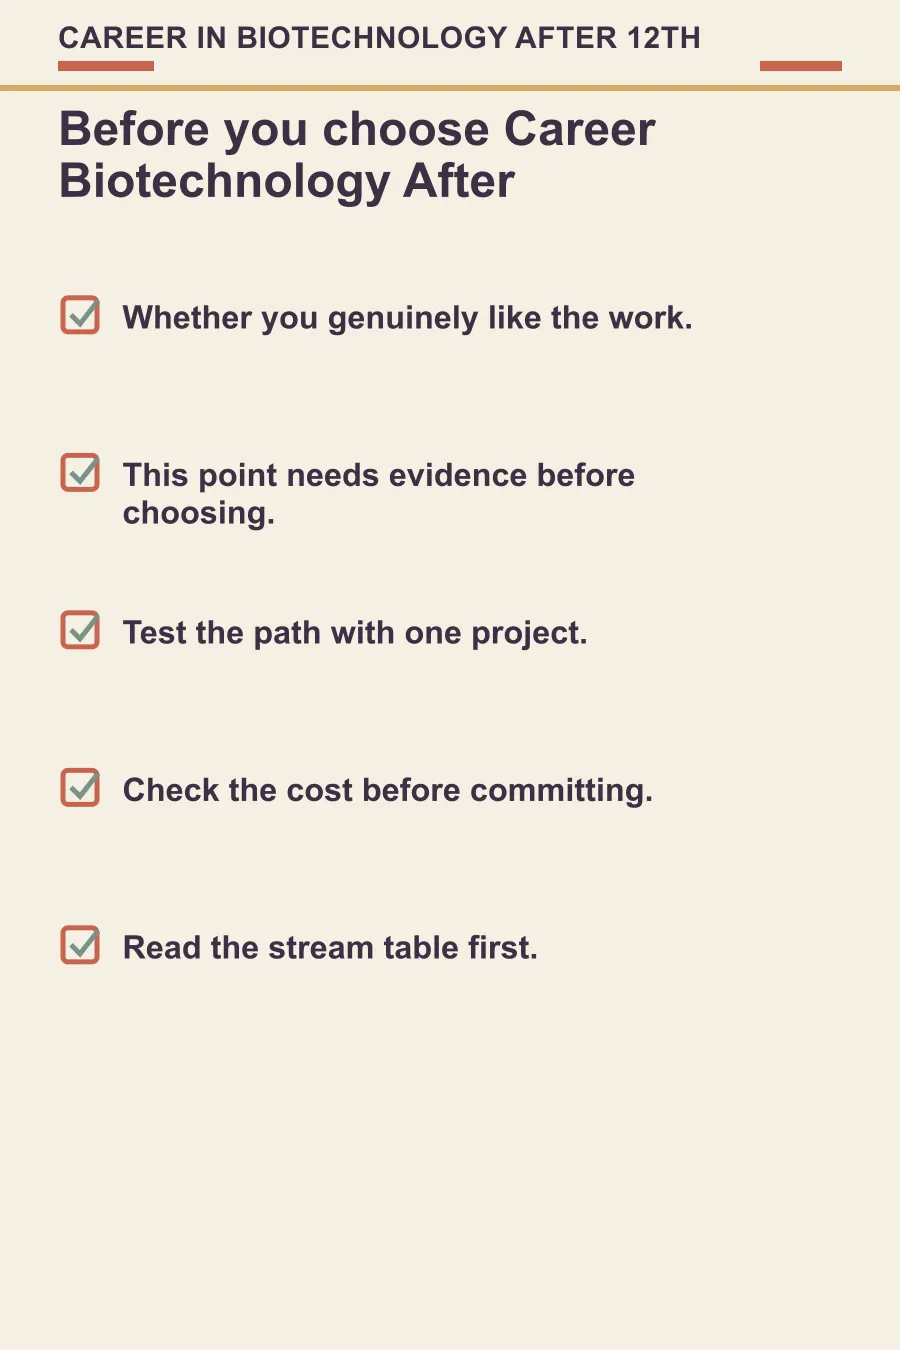 CAREER IN BIOTECHNOLOGY AFTER 12TH
Before you choose Career
Biotechnology After
Whether you genuinely like the work.
This point needs evidence before
choosing.
Test the path with one project.
Check the cost before committing.
Read the stream table first.